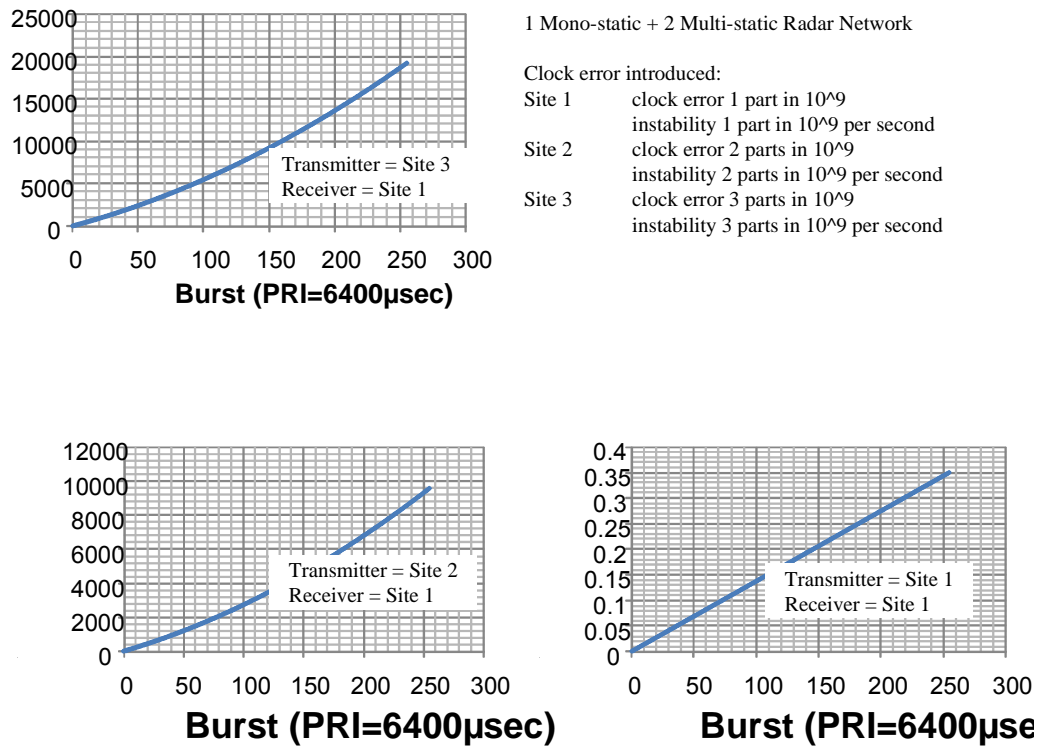 25000
20000
15000
10000
5000
0
0 50 100 150 200 250 300
Burst (PRI=6400μsec)
Transmitter = Site 3
Receiver = Site 1
1 Mono-static + 2 Multi-static Radar Network
Clock error introduced:
Site 1 clock error 1 part in 10^9
instability 1 part in 10^9 per second
Site 2 clock error 2 parts in 10^9
instability 2 parts in 10^9 per second
Site 3 clock error 3 parts in 10^9
instability 3 parts in 10^9 per second
12000
10000
8000
6000
4000
2000
0
0 50 100 150 200 250 300
Burst (PRI=6400μsec)
Transmitter = Site 2
Receiver = Site 1
0.4
0.35
0.3
0.25
0.2
0.15
0.1
0.05
0
0 50 100 150 200 250 300
Burst (PRI=6400μse
Transmitter = Site 1
Receiver = Site 1